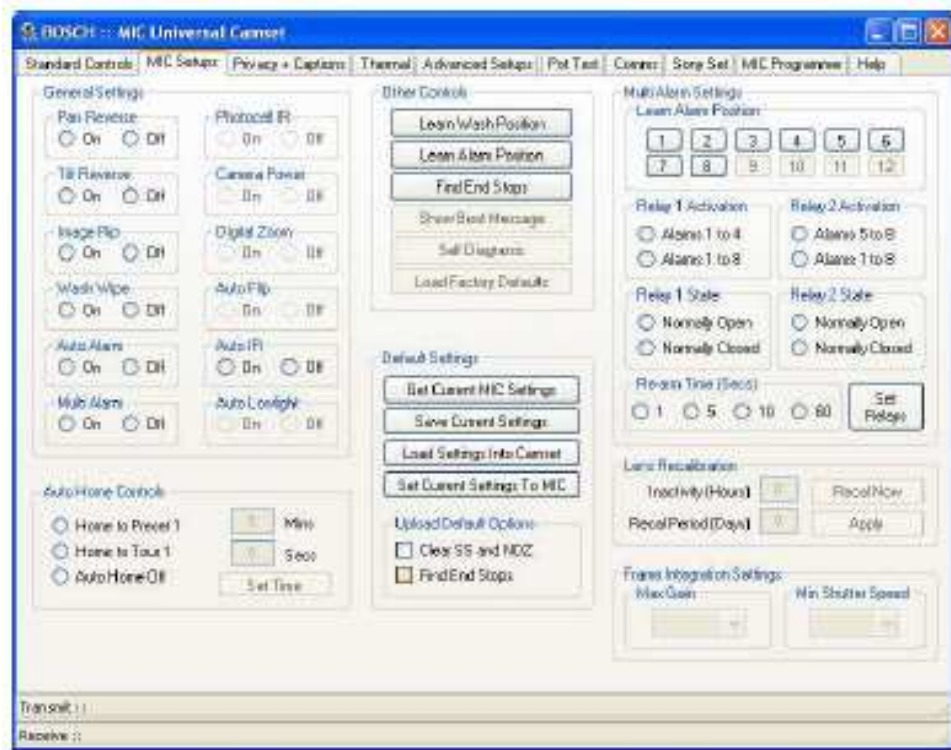 BOSCH :: MIC Universal Camset
Standard Controls MIC Setups Privacy + Captions Thermal Advanced Setups Pot Test Comms Sony Set MIC Programmer Help
General Settings
Pan Reverse
On Off
Photocell IR
On Off
Tilt Reverse
On Off
Camera Power
On Off
Image Flip
On Off
Digital Zoom
On Off
Wash Wipe
On Off
Auto Flip
On Off
Auto Alarm
On Off
Auto IR
On Off
Multi Alarm
On Off
Auto Lowlight
On Off
Auto Home Controls
Home to Preset 1
Mins
Home to Tour 1
Secs
Auto Home Off
Set Time
Other Controls
Learn Wash Position
Learn Alarm Position
Find End Stops
Show Boot Message
Self Diagnosis
Load Factory Defaults
Default Settings
Get Current MIC Settings
Save Current Settings
Load Settings Into Camset
Set Current Settings To MIC
Upload Default Options
Clear SS and NDZ
Find End Stops
Multi Alarm Settings
Learn Alarm Position
1 2 3 4 5 6
7 8 9 10 11 12
Relay 1 Activation
Alarms 1 to 4
Alarms 1 to 8
Relay 2 Activation
Alarms 5 to 8
Alarms 1 to 8
Relay 1 State
Normally Open
Normally Closed
Relay 2 State
Normally Open
Normally Closed
Re-arm Time (Secs)
1 5 10 60
Set Relays
Lens Recalibration
Inactivity (Hours)
Recal Now
Recal Period (Days)
Apply
Frame Integration Settings
Max Gain
Min Shutter Speed
Transmit ::
Receive ::